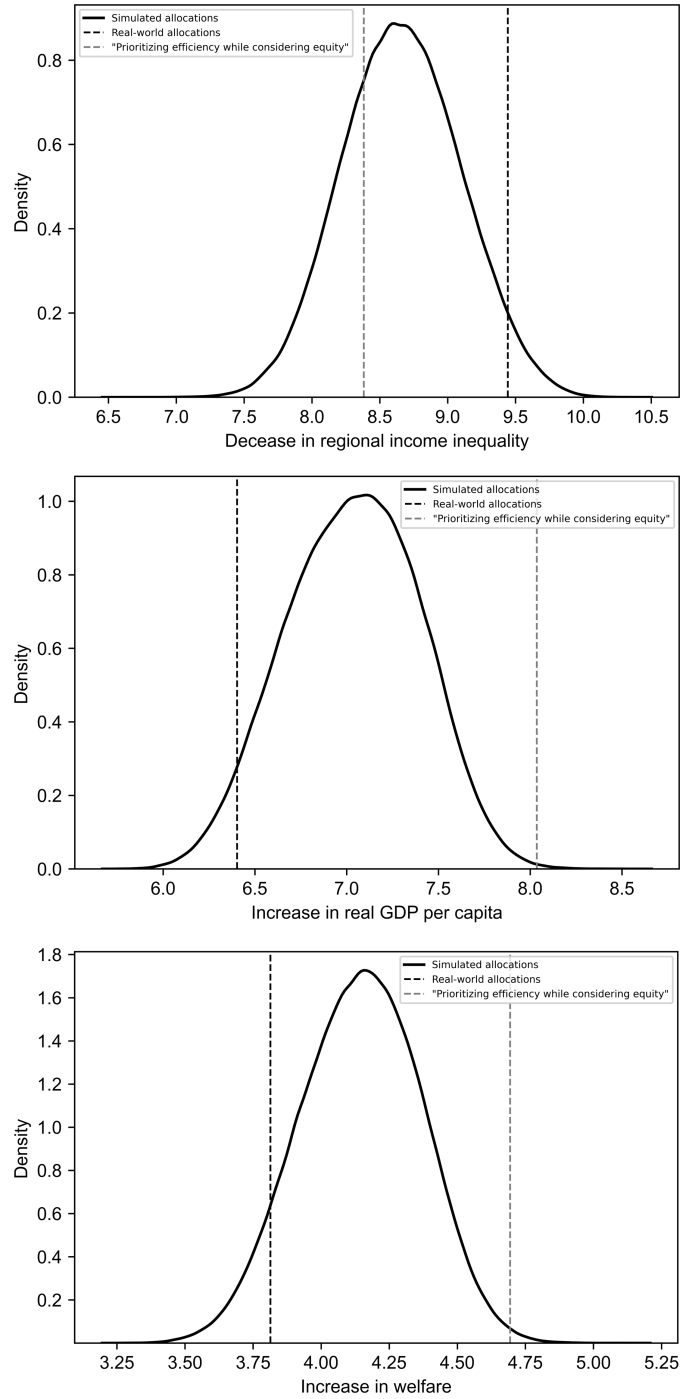 Simulated allocations
Real-world allocations
"Prioritizing efficiency while considering equity"
0.8
0.6
0.4
0.2
0.0
Density
6.5 7.0 7.5 8.0 8.5 9.0 9.5 10.0 10.5
Decease in regional income inequality
Simulated allocations
Real-world allocations
"Prioritizing efficiency while considering equity"
1.0
0.8
0.6
0.4
0.2
0.0
Density
6.0 6.5 7.0 7.5 8.0 8.5
Increase in real GDP per capita
Simulated allocations
Real-world allocations
"Prioritizing efficiency while considering equity"
1.8
1.6
1.4
1.2
1.0
0.8
0.6
0.4
0.2
Density
3.25 3.50 3.75 4.00 4.25 4.50 4.75 5.00 5.25
Increase in welfare